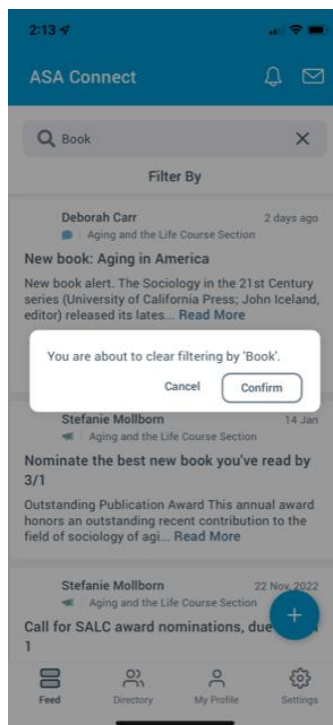 2:13
ASA Connect
Book
Filter By
Deborah Carr 2 days ago
Aging and the Life Course Section
New book: Aging in America
New book alert. The Sociology in the 21st Century
series (University of California Press; John Iceland,
editor) released its lates... Read More
You are about to clear filtering by 'Book'.
Cancel Confirm
Stefanie Mollborn 14 Jan
Aging and the Life Course Section
Nominate the best new book you've read by
3/1
Outstanding Publication Award This annual award
honors an outstanding recent contribution to the
field of sociology of agi... Read More
Stefanie Mollborn 22 Nov, 2022
Aging and the Life Course Section
Call for SALC award nominations, due
1
Feed Directory My Profile Settings